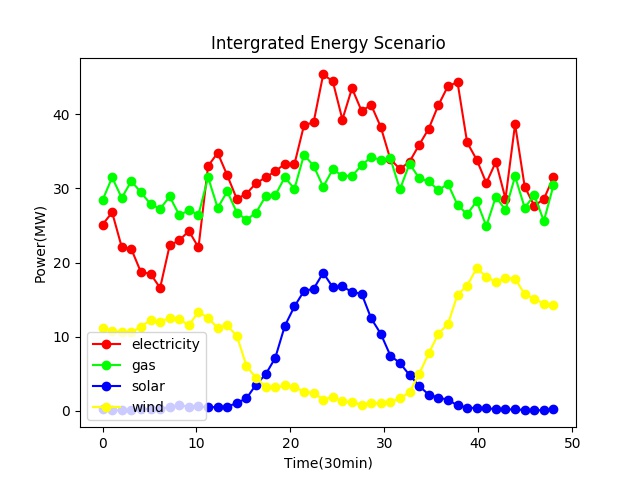 Intergrated Energy Scenario
Power(MW)
40
30
20
10
0
electricity
gas
solar
wind
0 10 20 30 40 50
Time(30min)